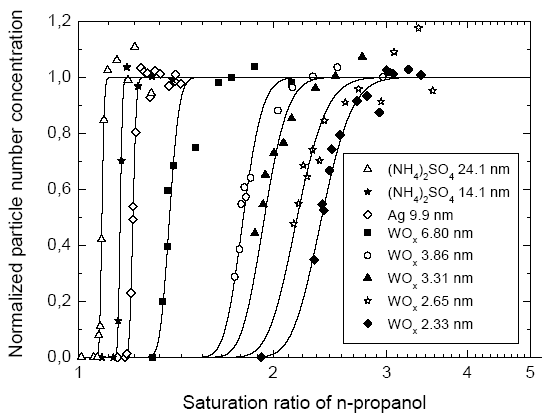 Normalized particle number concentration
1,2
1,0
0,8
0,6
0,4
0,2
0,0
(NH4)2SO4 24.1 nm
(NH4)2SO4 14.1 nm
Ag 9.9 nm
WOx 6.80 nm
WOx 3.86 nm
WOx 3.31 nm
WOx 2.65 nm
WOx 2.33 nm
1 2 3 4 5
Saturation ratio of n-propanol